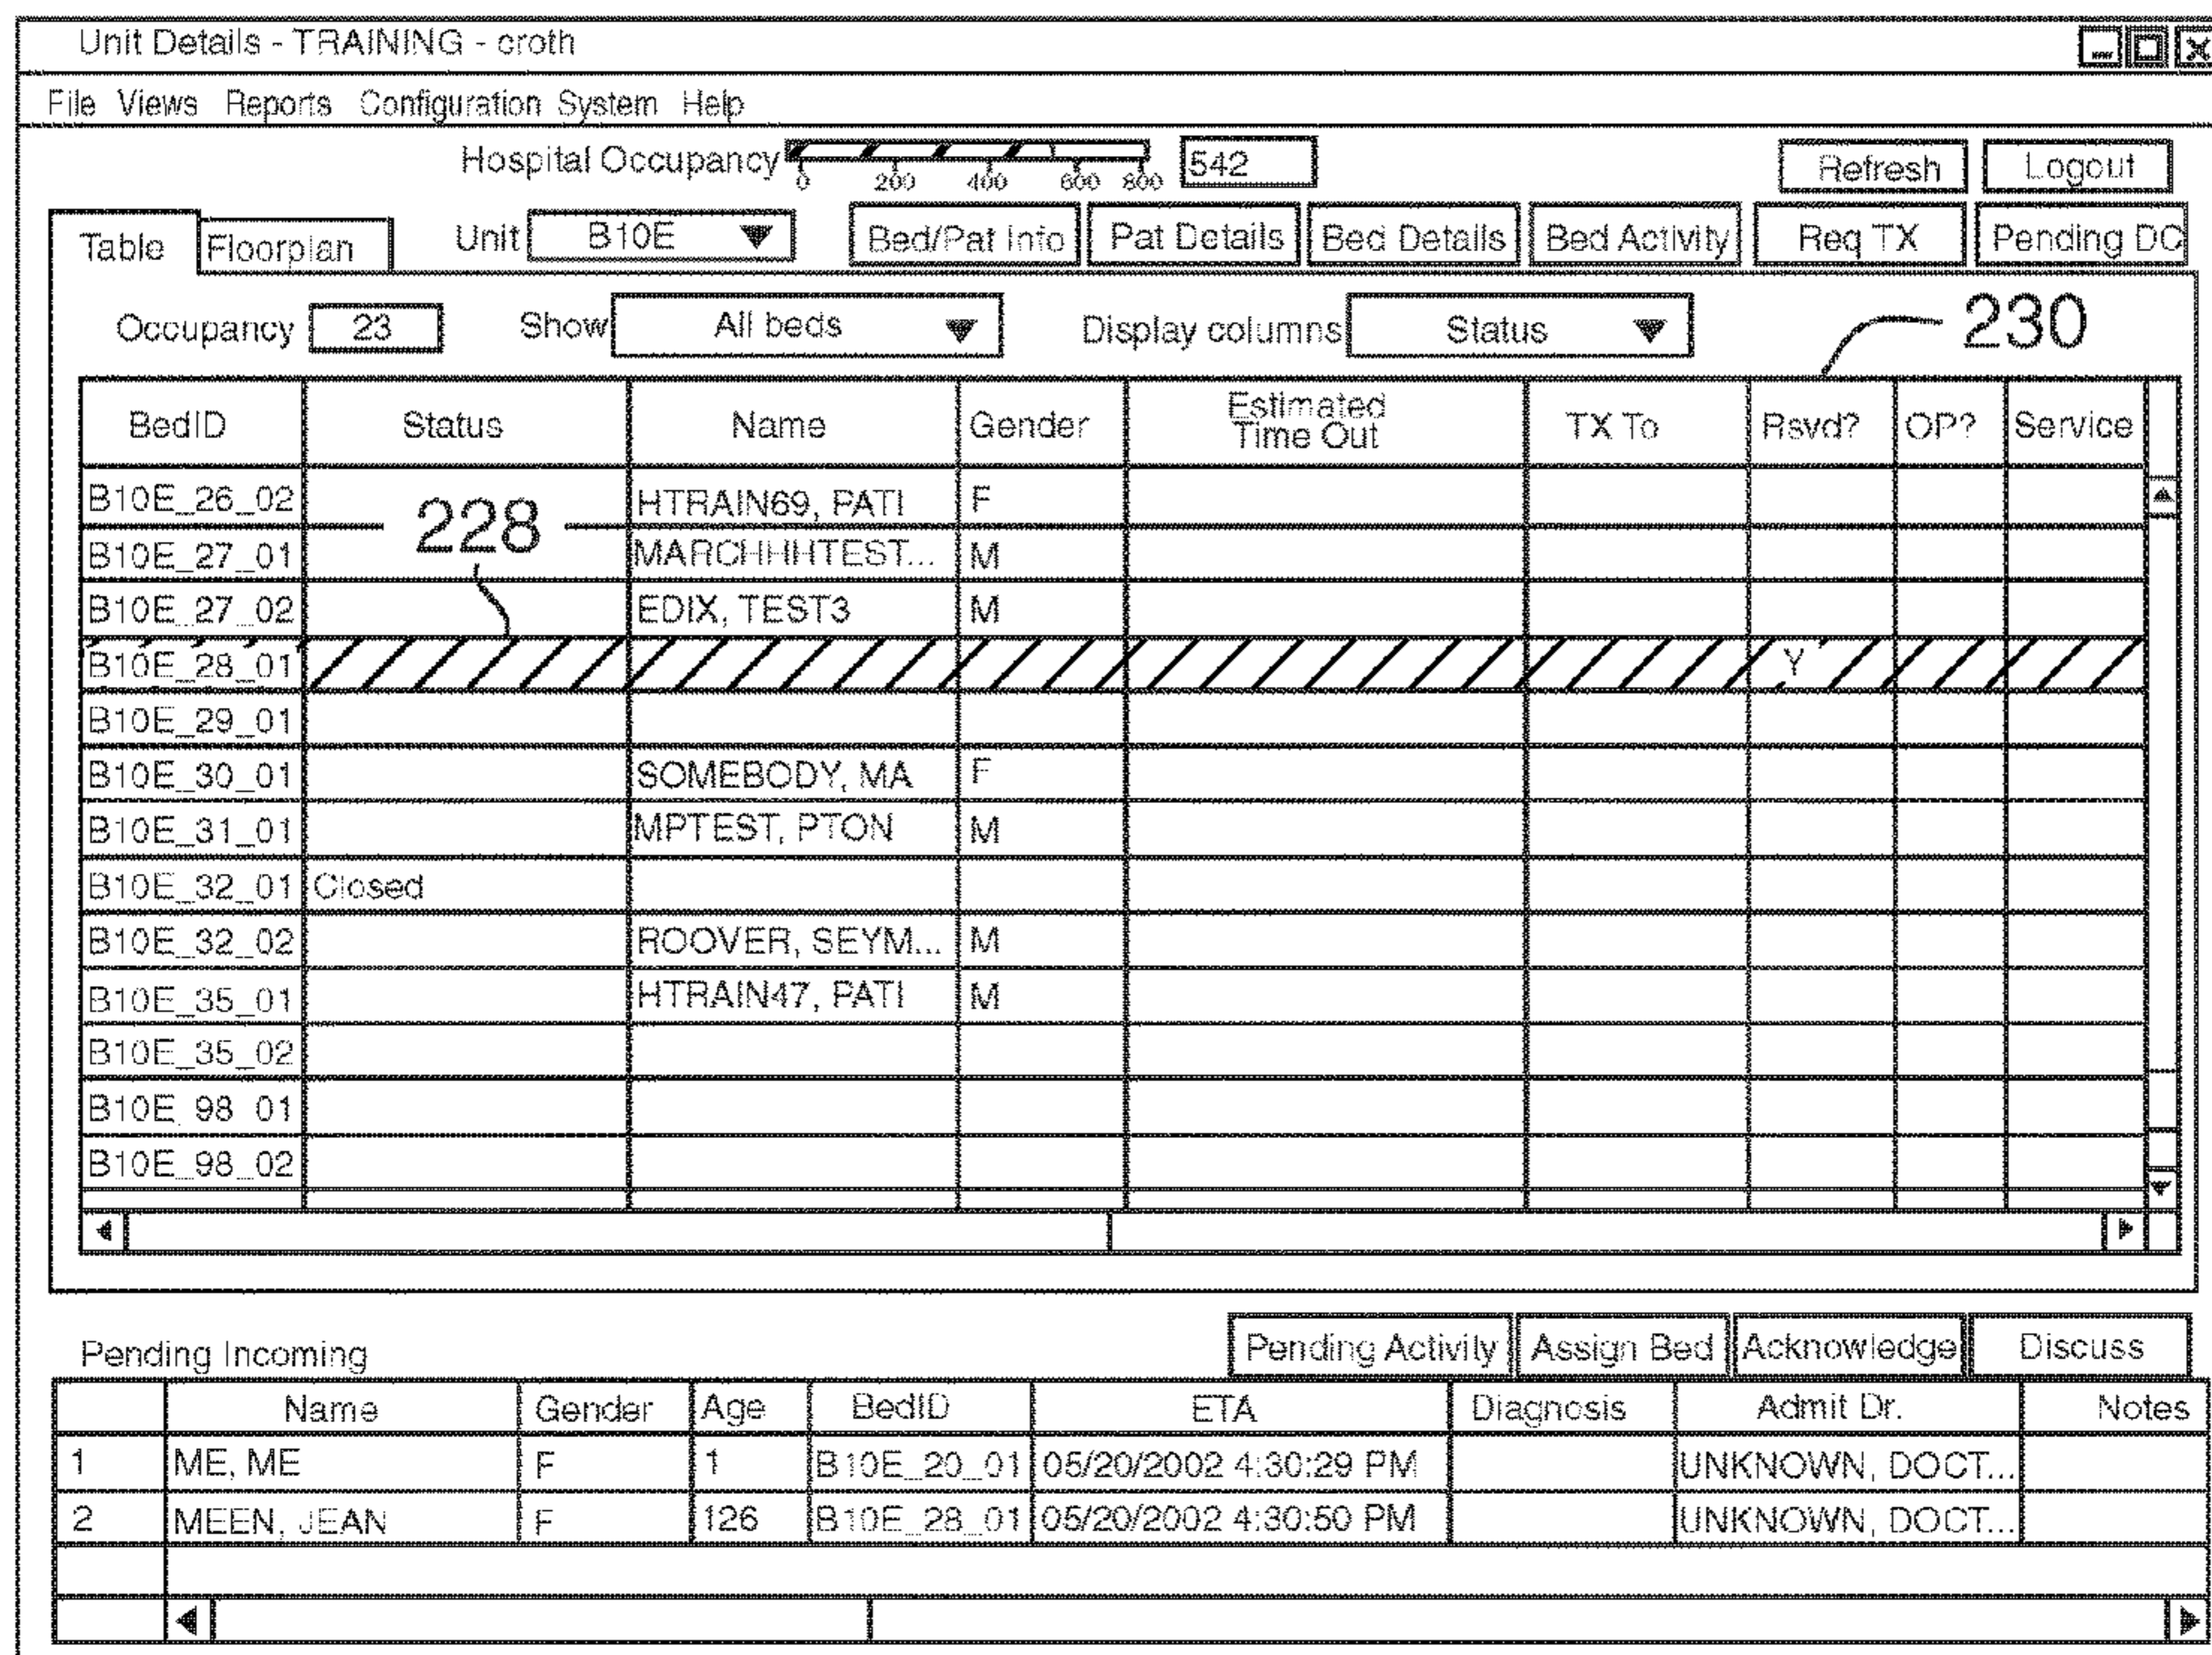 Unit Details - TRAINING - croth
File Views Reports Configuration System Help
Hospital Occupancy 0 200 400 600 800 542 Refresh Logout
Table Floorplan Unit B10E Bed/Pat Info Pat Details Bed Details Bed Activity Req TX Pending DC
Occupancy 23 Show All beds Display columns Status 230
BedID Status Name Gender Estimated Time Out TX To Rsvd? OP? Service
B10E_26_02 HTRAIN69, PATI F
228
B10E_27_01 MARCHHHTEST... M
B10E_27_02 EDIX, TEST3 M
B10E_28_01 Y
B10E_29_01
B10E_30_01 SOMEBODY, MA F
B10E_31_01 MPTEST, PTON M
B10E_32_01 Closed
B10E_32_02 ROOVER, SEYM... M
B10E_35_01 HTRAIN47, PATI M
B10E_35_02
B10E_98_01
B10E_98_02
Pending Incoming Pending Activity Assign Bed Acknowledge Discuss
Name Gender Age BedID ETA Diagnosis Admit Dr. Notes
1 ME, ME F 1 B10E_20_01 05/20/2002 4:30:29 PM UNKNOWN, DOCT...
2 MEEN, JEAN F 126 B10E_28_01 05/20/2002 4:30:50 PM UNKNOWN, DOCT...